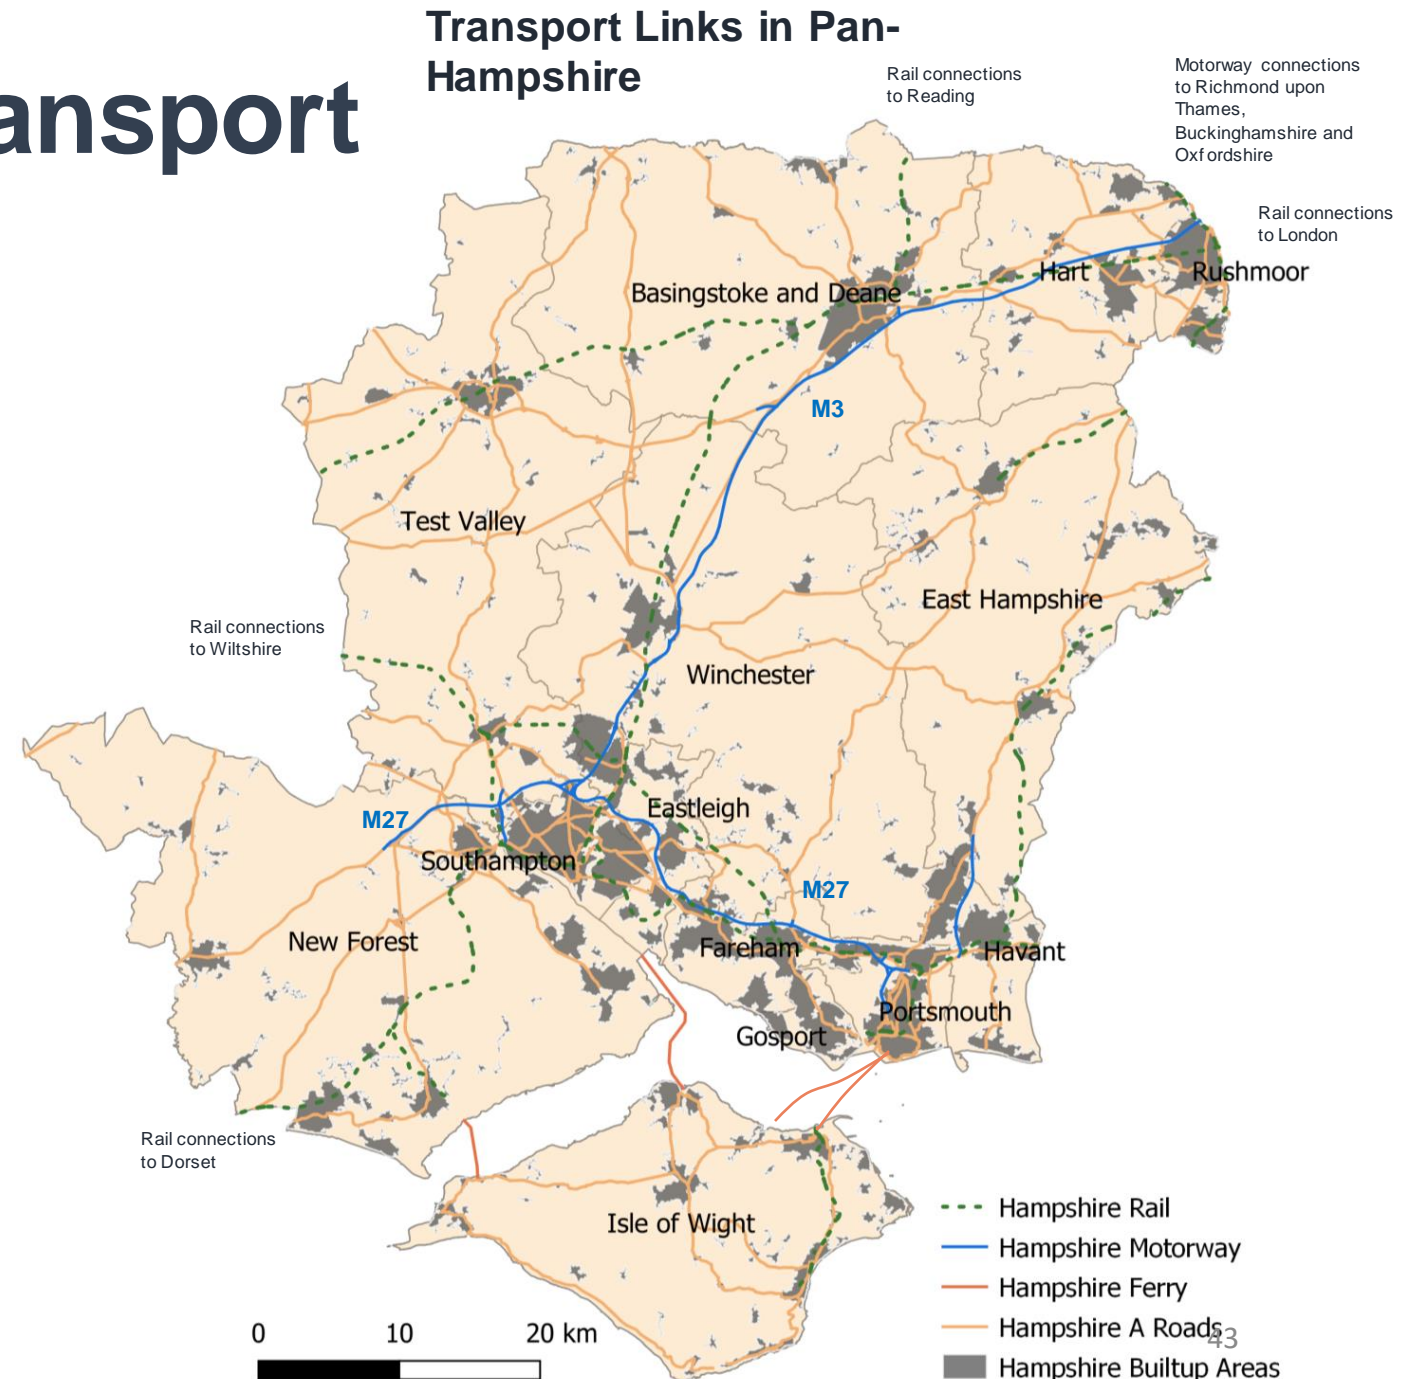 Transport Links in Pan-
Hampshire
ansport
Rail connections
to Reading
Motorway connections
to Richmond upon
Thames,
Buckinghamshire and
Oxfordshire
Rail connections
to London
Hart
Rushmoor
Basingstoke and Deane
M3
Test Valley
East Hampshire
Rail connections
to Wiltshire
Winchester
Eastleigh
M27
Southampton
M27
New Forest
Fareham
Havant
Portsmouth
Gosport
Rail connections
to Dorset
Isle of Wight
Hampshire Rail
Hampshire Motorway
Hampshire Ferry
Hampshire A Roads
43
Hampshire Builtup Areas
0 10 20 km